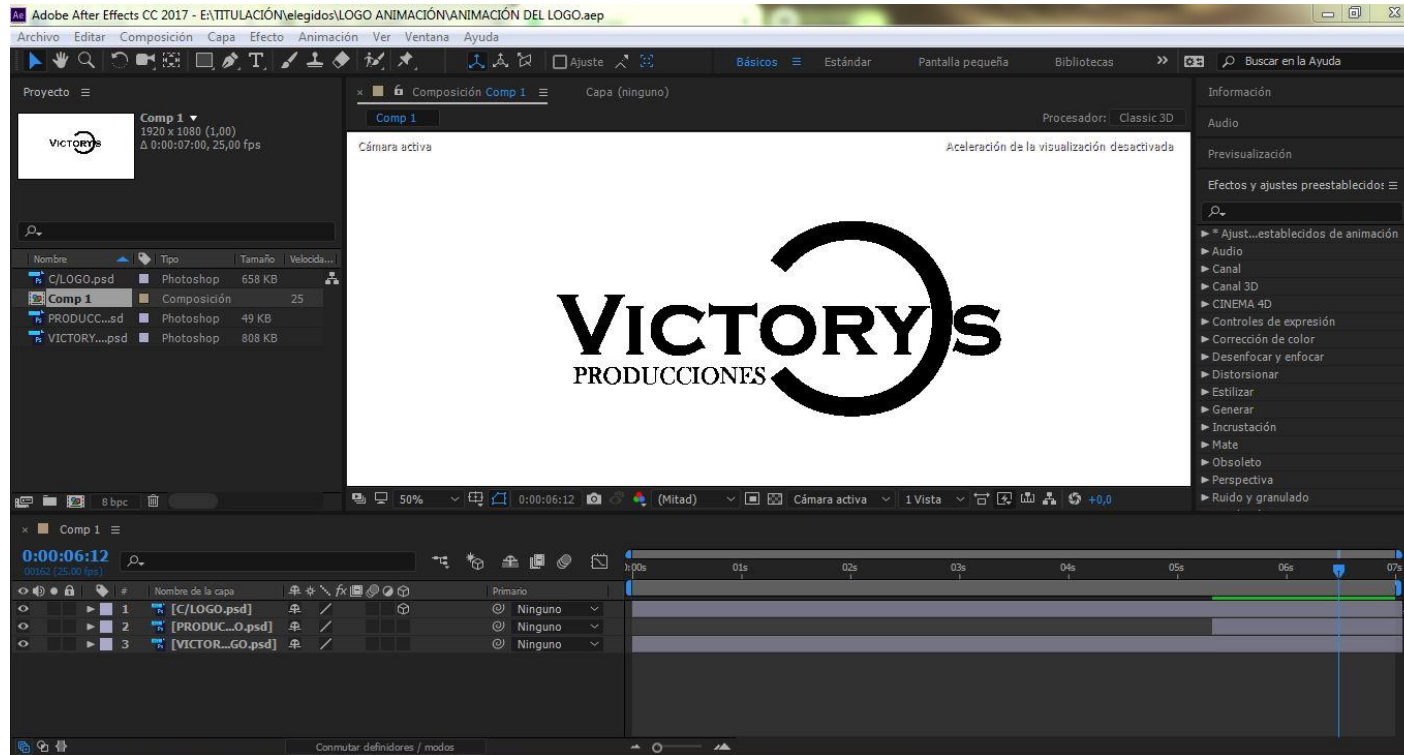 Adobe After Effects CC 2017 - E:\TITULACIÓN\elegidos\LOGO ANIMACIÓN\ANIMACIÓN DEL LOGO.aep
Archivo Editar Composición Capa Efecto Animación Ver Ventana Ayuda
Ajuste Básicos Estándar Pantalla pequeña Bibliotecas Buscar en la Ayuda
Proyecto
Comp 1
1920 x 1080 (1,00)
Δ 0:00:07:00, 25,00 fps
VICTORY'S
Nombre Tipo Tamaño Velocida...
C/LOGO.psd Photoshop 658 KB
Comp 1 Composición 25
PRODUCC...sd Photoshop 49 KB
VICTORY....psd Photoshop 808 KB
8 bpc
Composición Comp 1 Capa (ninguno)
Comp 1 Procesador: Classic 3D
Cámara activa Aceleración de la visualización desactivada
VICTORY'S
PRODUCCIONES
50% 0:00:06:12 (Mitad) Cámara activa 1 Vista +0,0
Información
Audio
Previsualización
Efectos y ajustes preestablecidos
* Ajust...establecidos de animación
Audio
Canal
Canal 3D
CINEMA 4D
Controles de expresión
Corrección de color
Desenfocar y enfocar
Distorsionar
Estilizar
Generar
Incrustación
Mate
Obsoleto
Perspectiva
Ruido y granulado
Comp 1
0:00:06:12
00162 (25.00 fps)
):00s 01s 02s 03s 04s 05s 06s 07s
# Nombre de la capa Primario
1 [C/LOGO.psd] Ninguno
2 [PRODUC...O.psd] Ninguno
3 [VICTOR...GO.psd] Ninguno
Conmutar definidores / modos